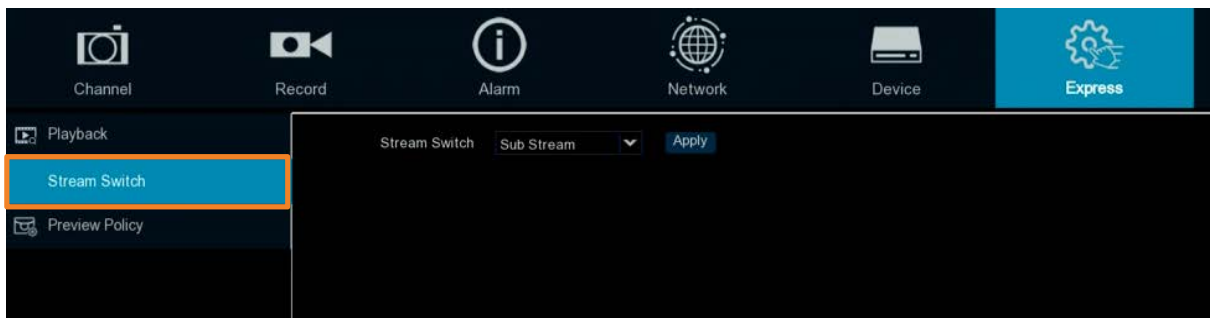 Channel
Record
Alarm
Network
Device
Express
Playback
Stream Switch Sub Stream Apply
Stream Switch
Preview Policy